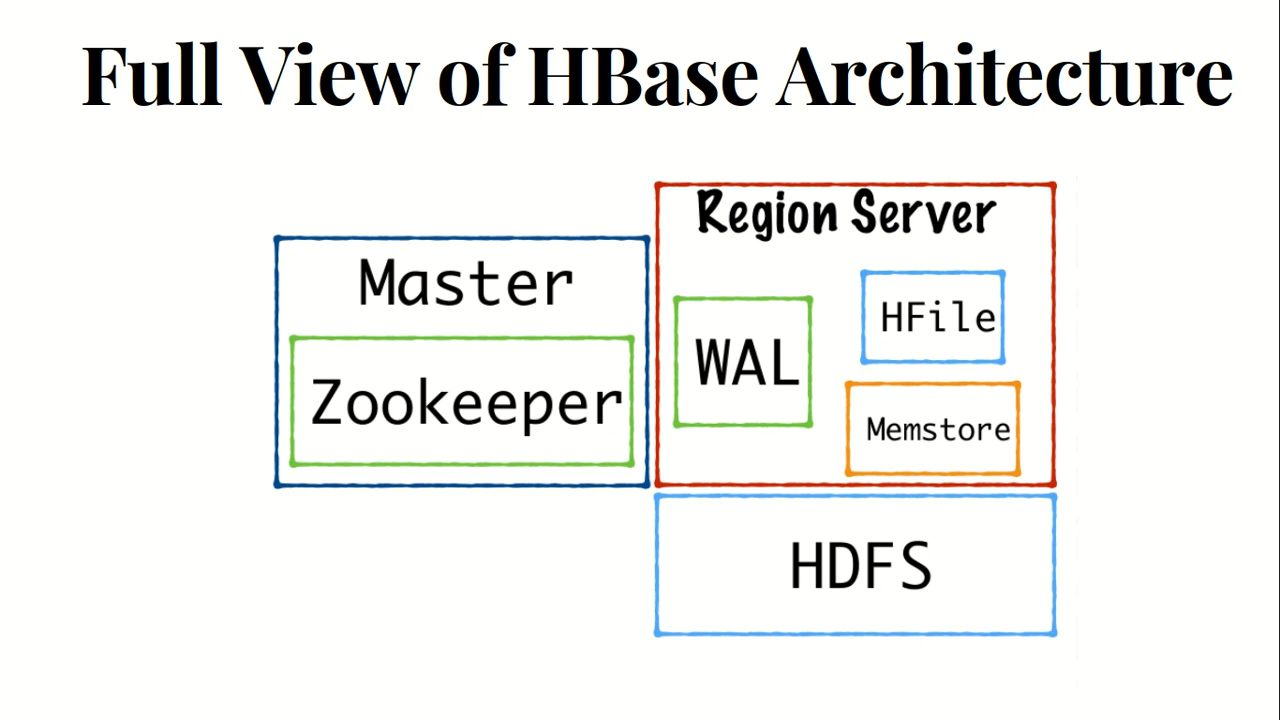 Full View of HBase Architecture
Master
Zookeeper
Region Server
WAL
HFile
Memstore
HDFS